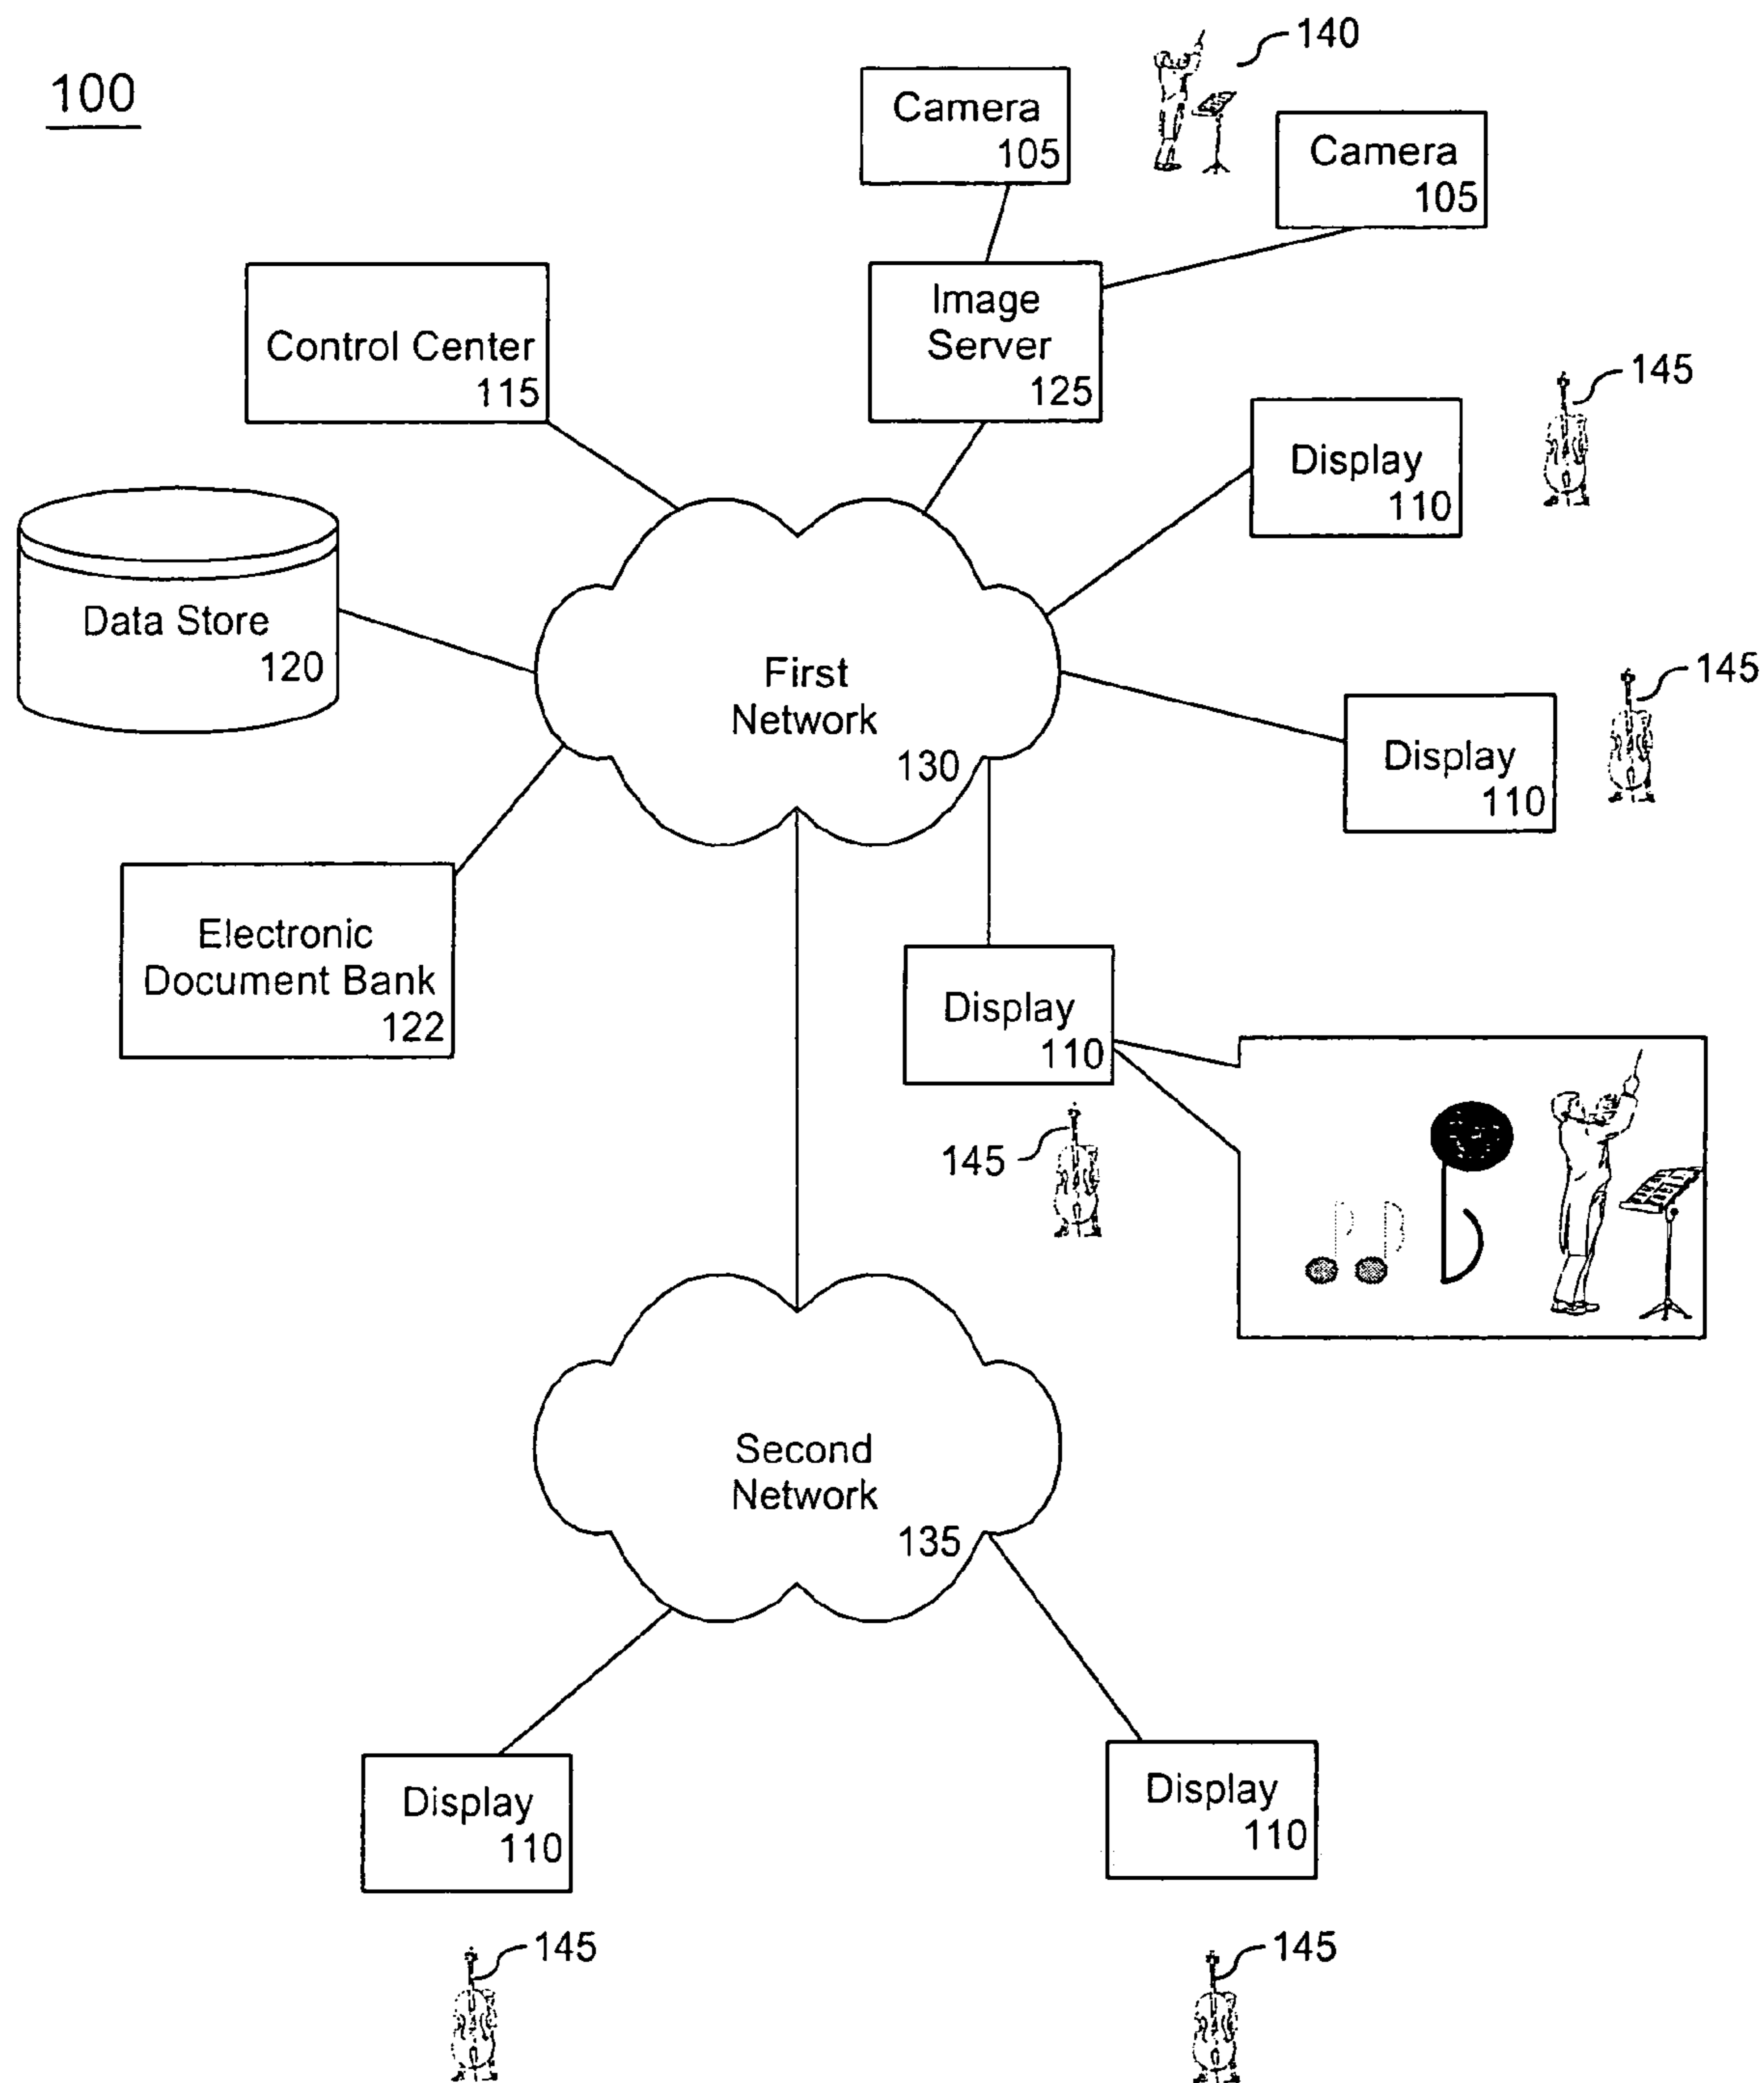 100
140
Camera
105
Camera
105
Control Center
115
Image
Server
125
145
Display
110
Data Store
120
First
Network
130
145
Display
110
Electronic
Document Bank
122
Display
110
145
Second
Network
135
Display
110
Display
110
145
145